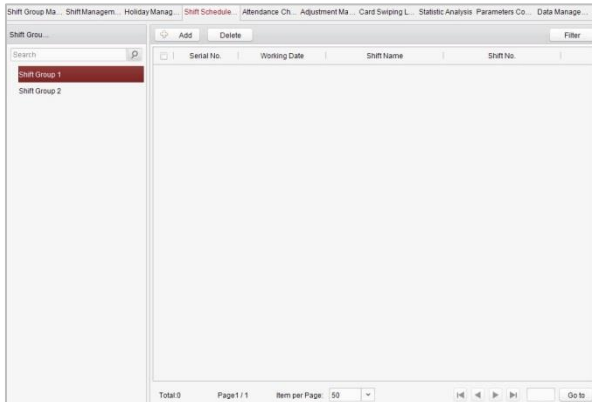 Shift Group Ma... ShiftManagem... Holiday Manag... Shift Schedule... Attendance Ch... Adjustment Ma... Card Swiping L... Statistic Analysis Parameters Co... Data Manage...
Shift Grou... Add Delete Filter
Search Serial No. Working Date Shift Name Shift No.
Shift Group 1
Shift Group 2
Total:0 Page1 / 1 Item per Page: 50 Go to